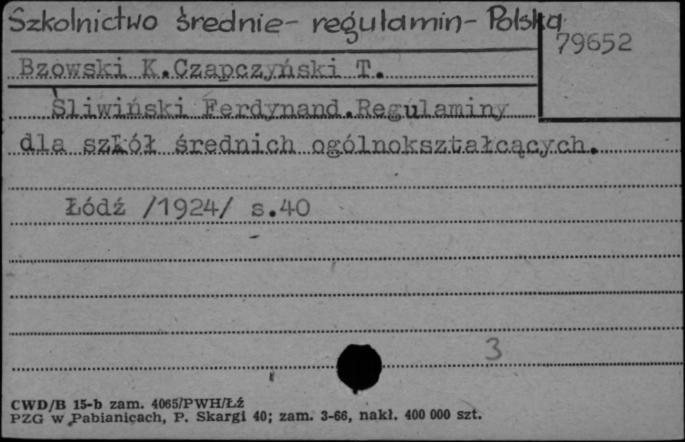 Szkolnictwo średnie - regulamin - Polska
79652
Bzowski K.Czapczyński T.
Śliwiński Ferdynand.Regulaminy
dla szkół średnich ogólnokształcących.
Łódź /1924/ s.40
3
CWD/B 15-b zam. 4065/PWH/Łź
PZG w Pabianicach, P. Skargi 40; zam. 3-66, nakł. 400 000 szt.